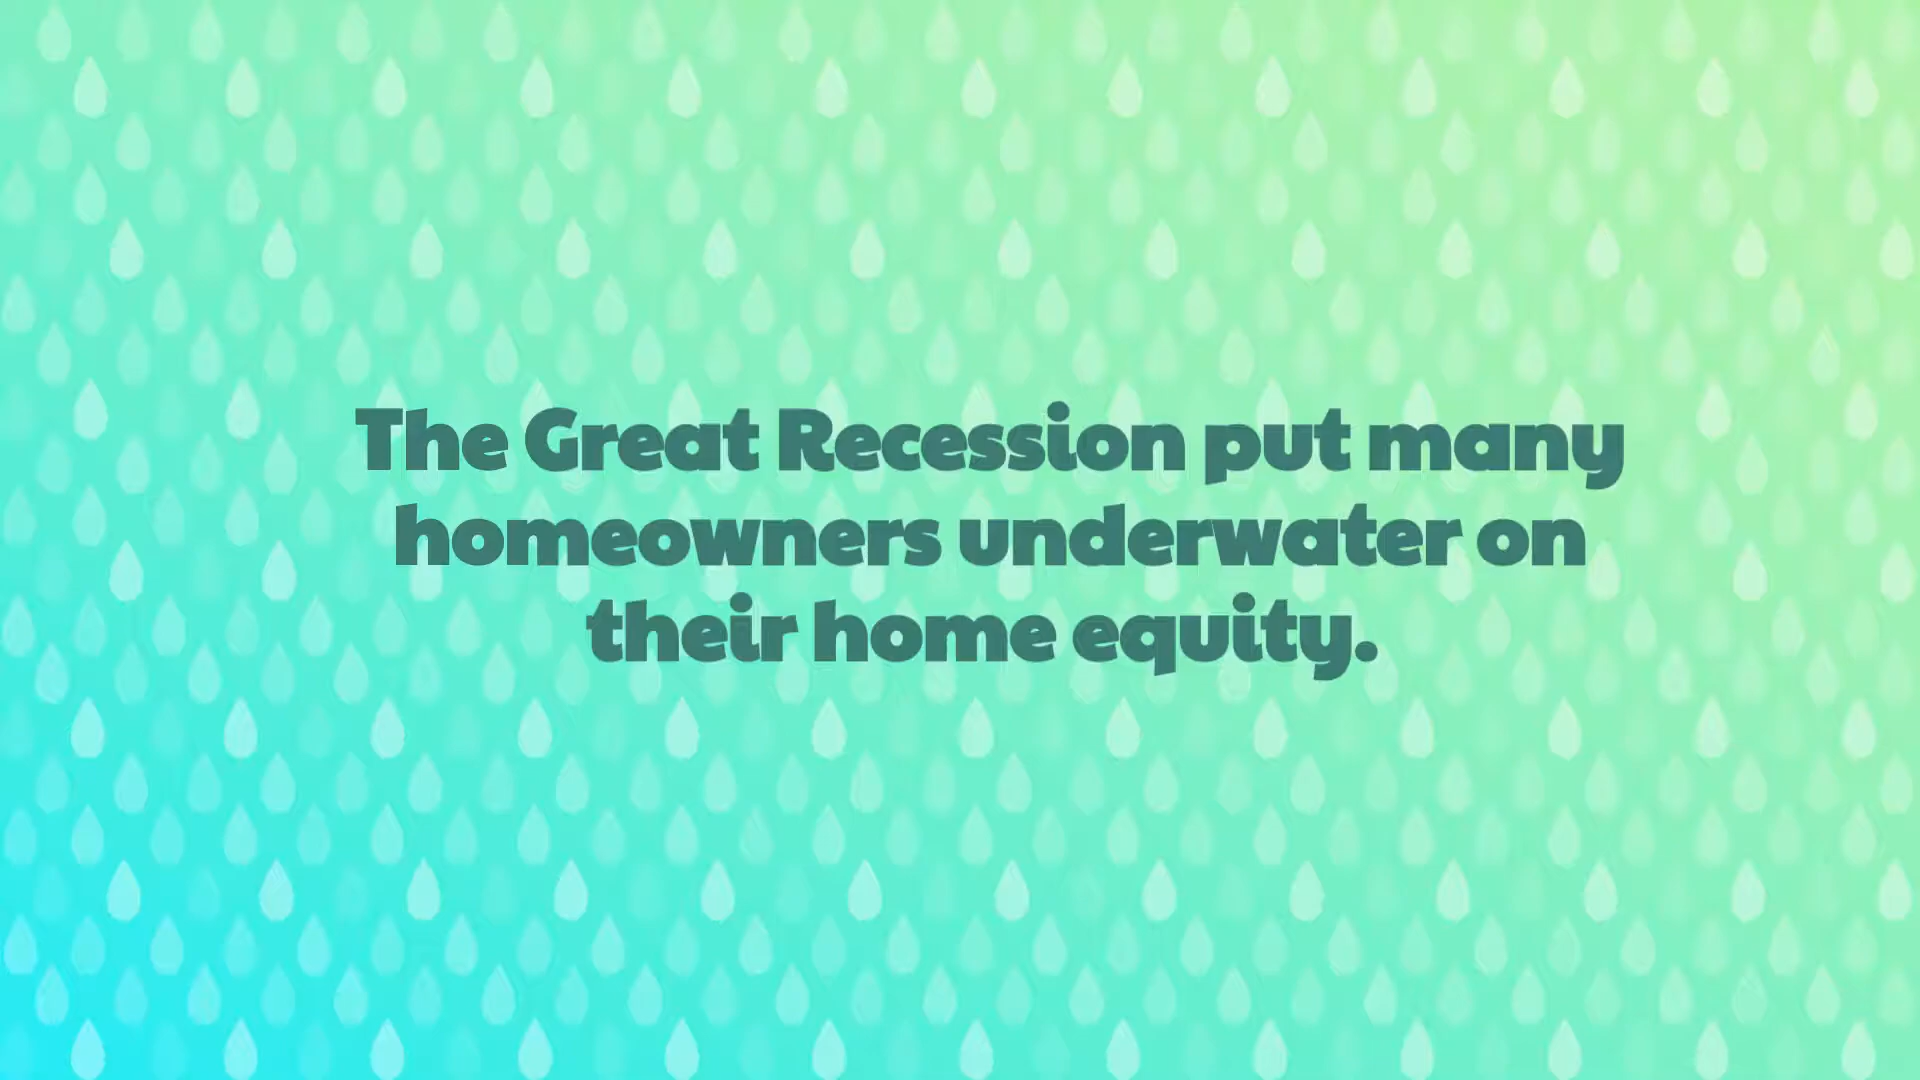 The Great Recession put many
homeowners underwater on
their home equity.